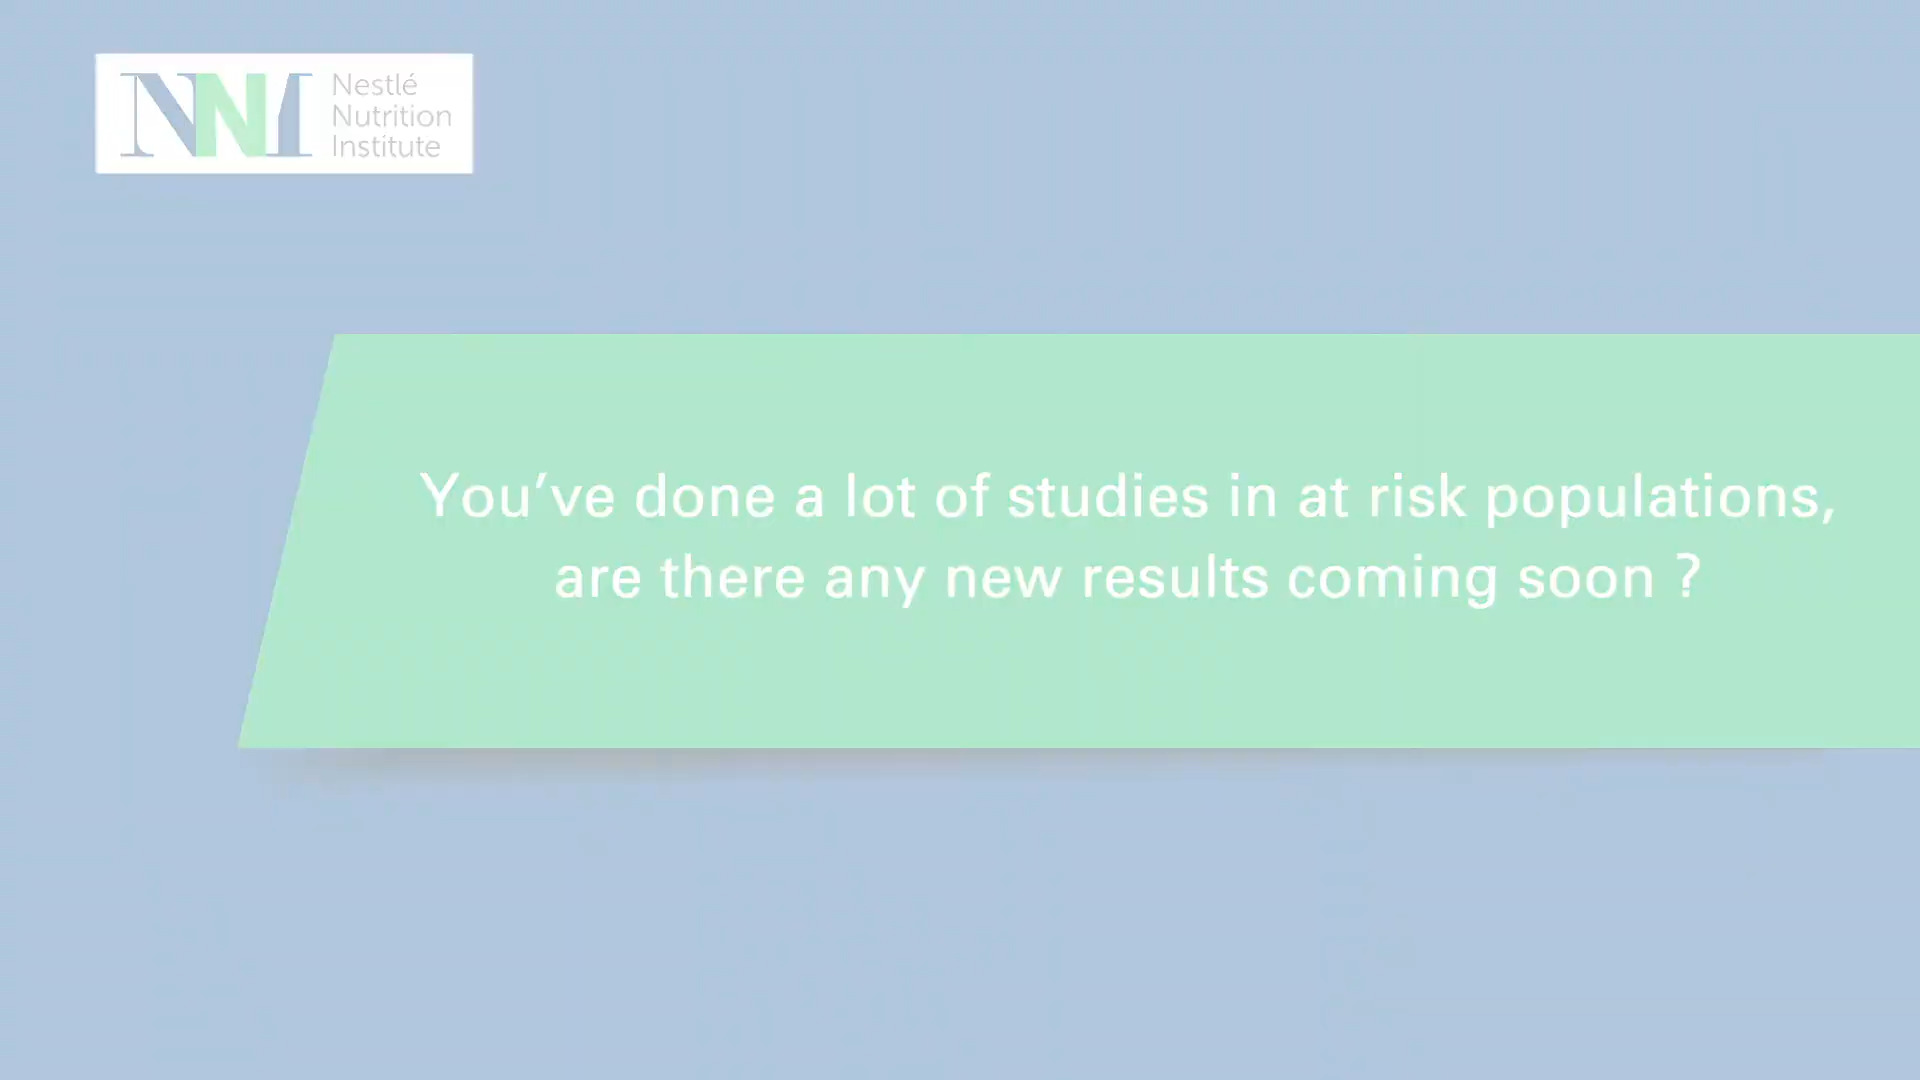 NNI
Nestlé
Nutrition
Institute
You’ve done a lot of studies in at risk populations,
are there any new results coming soon ?